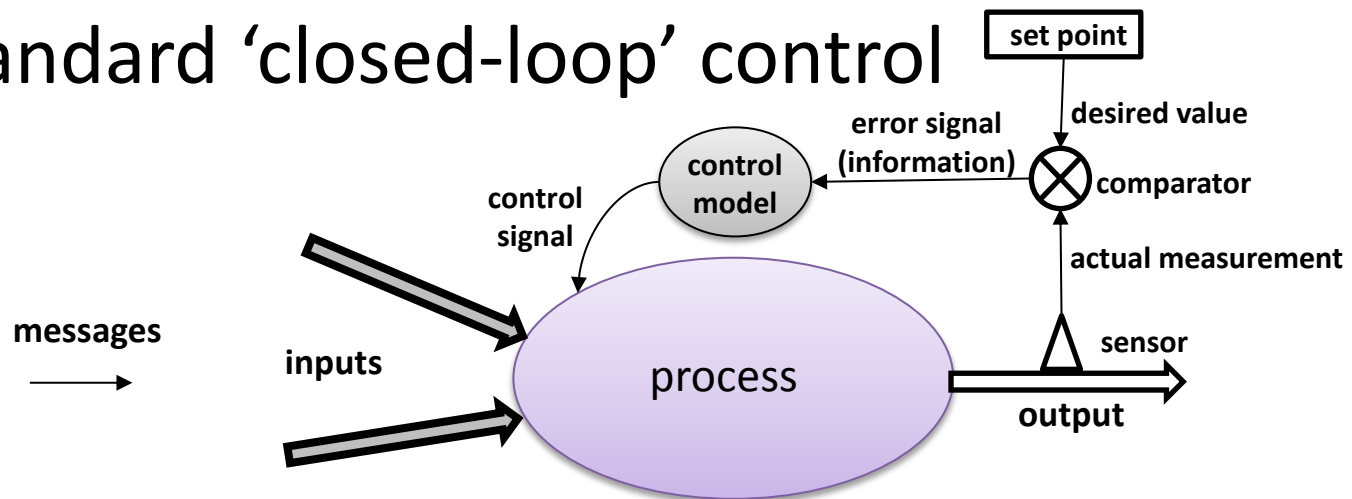 andard ‘closed-loop’ control
set point
desired value
error signal
(information)
comparator
control
model
control
signal
actual measurement
messages
inputs
process
sensor
output